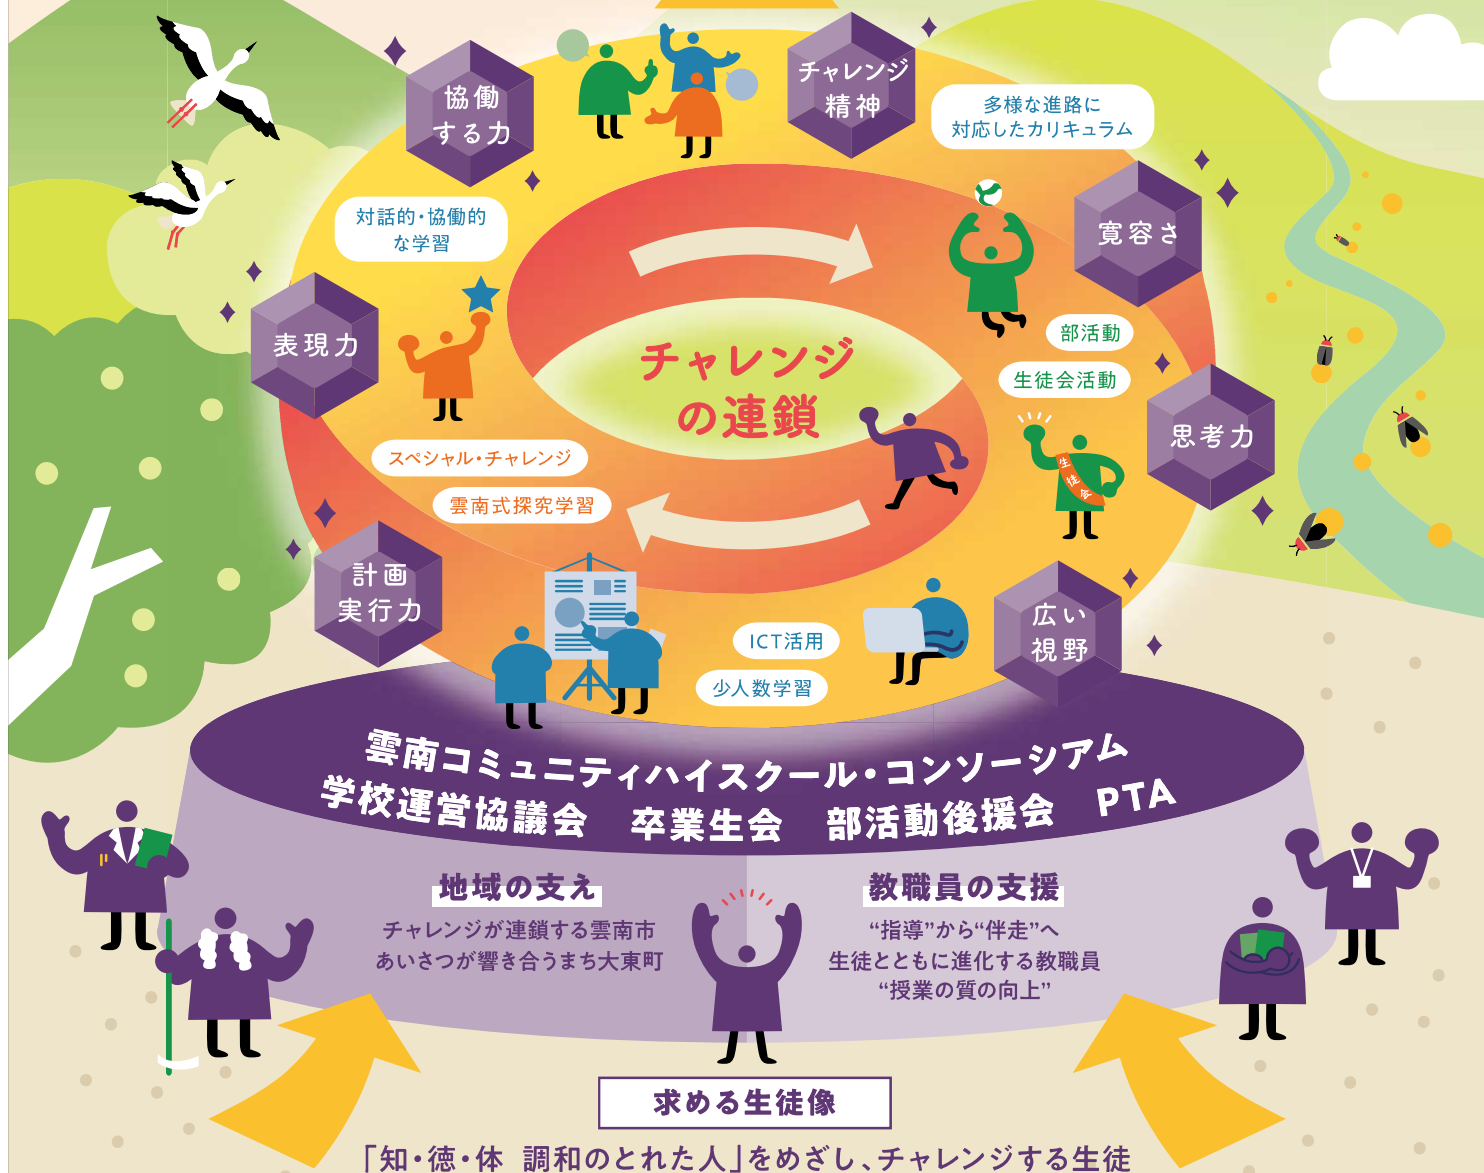 協働
する力
チャレンジ
精神
多様な進路に
対応したカリキュラム
対話的・協働的
な学習
寛容さ
表現力
部活動
生徒会活動
チャレンジ
の連鎖
思考力
生徒会
スペシャル・チャレンジ
雲南式探究学習
計画
実行力
ICT活用
少人数学習
広い
視野
雲南コミュニティハイスクール・コンソーシアム
学校運営協議会 卒業生会 部活動後援会 PTA
地域の支え
チャレンジが連鎖する雲南市
あいさつが響き合うまち大東町
教職員の支援
“指導”から“伴走”へ
生徒とともに進化する教職員
“授業の質の向上”
求める生徒像
「知・徳・体 調和のとれた人」をめざし、チャレンジする生徒